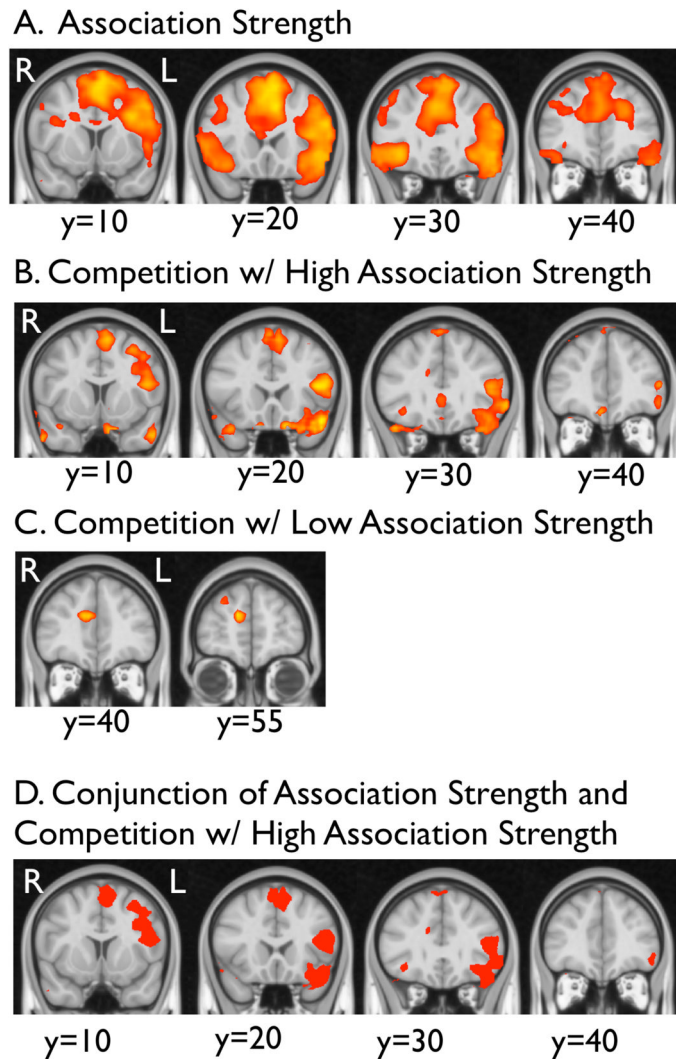 A. Association Strength
R L
y=10 y=20 y=30 y=40
B. Competition w/ High Association Strength
R L
y=10 y=20 y=30 y=40
C. Competition w/ Low Association Strength
R L
y=40 y=55
D. Conjunction of Association Strength and
Competition w/ High Association Strength
R L
y=10 y=20 y=30 y=40